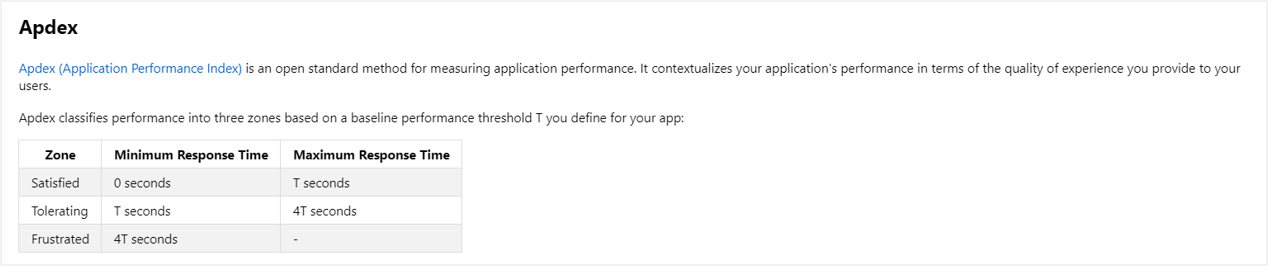 Apdex
Apdex (Application Performance Index) is an open standard method for measuring application performance. It contextualizes your application's performance in terms of the quality of experience you provide to your
users.
Apdex classifies performance into three zones based on a baseline performance threshold T you define for your app:
Zone Minimum Response Time Maximum Response Time
Satisfied 0 seconds T seconds
Tolerating T seconds 4T seconds
Frustrated 4T seconds -